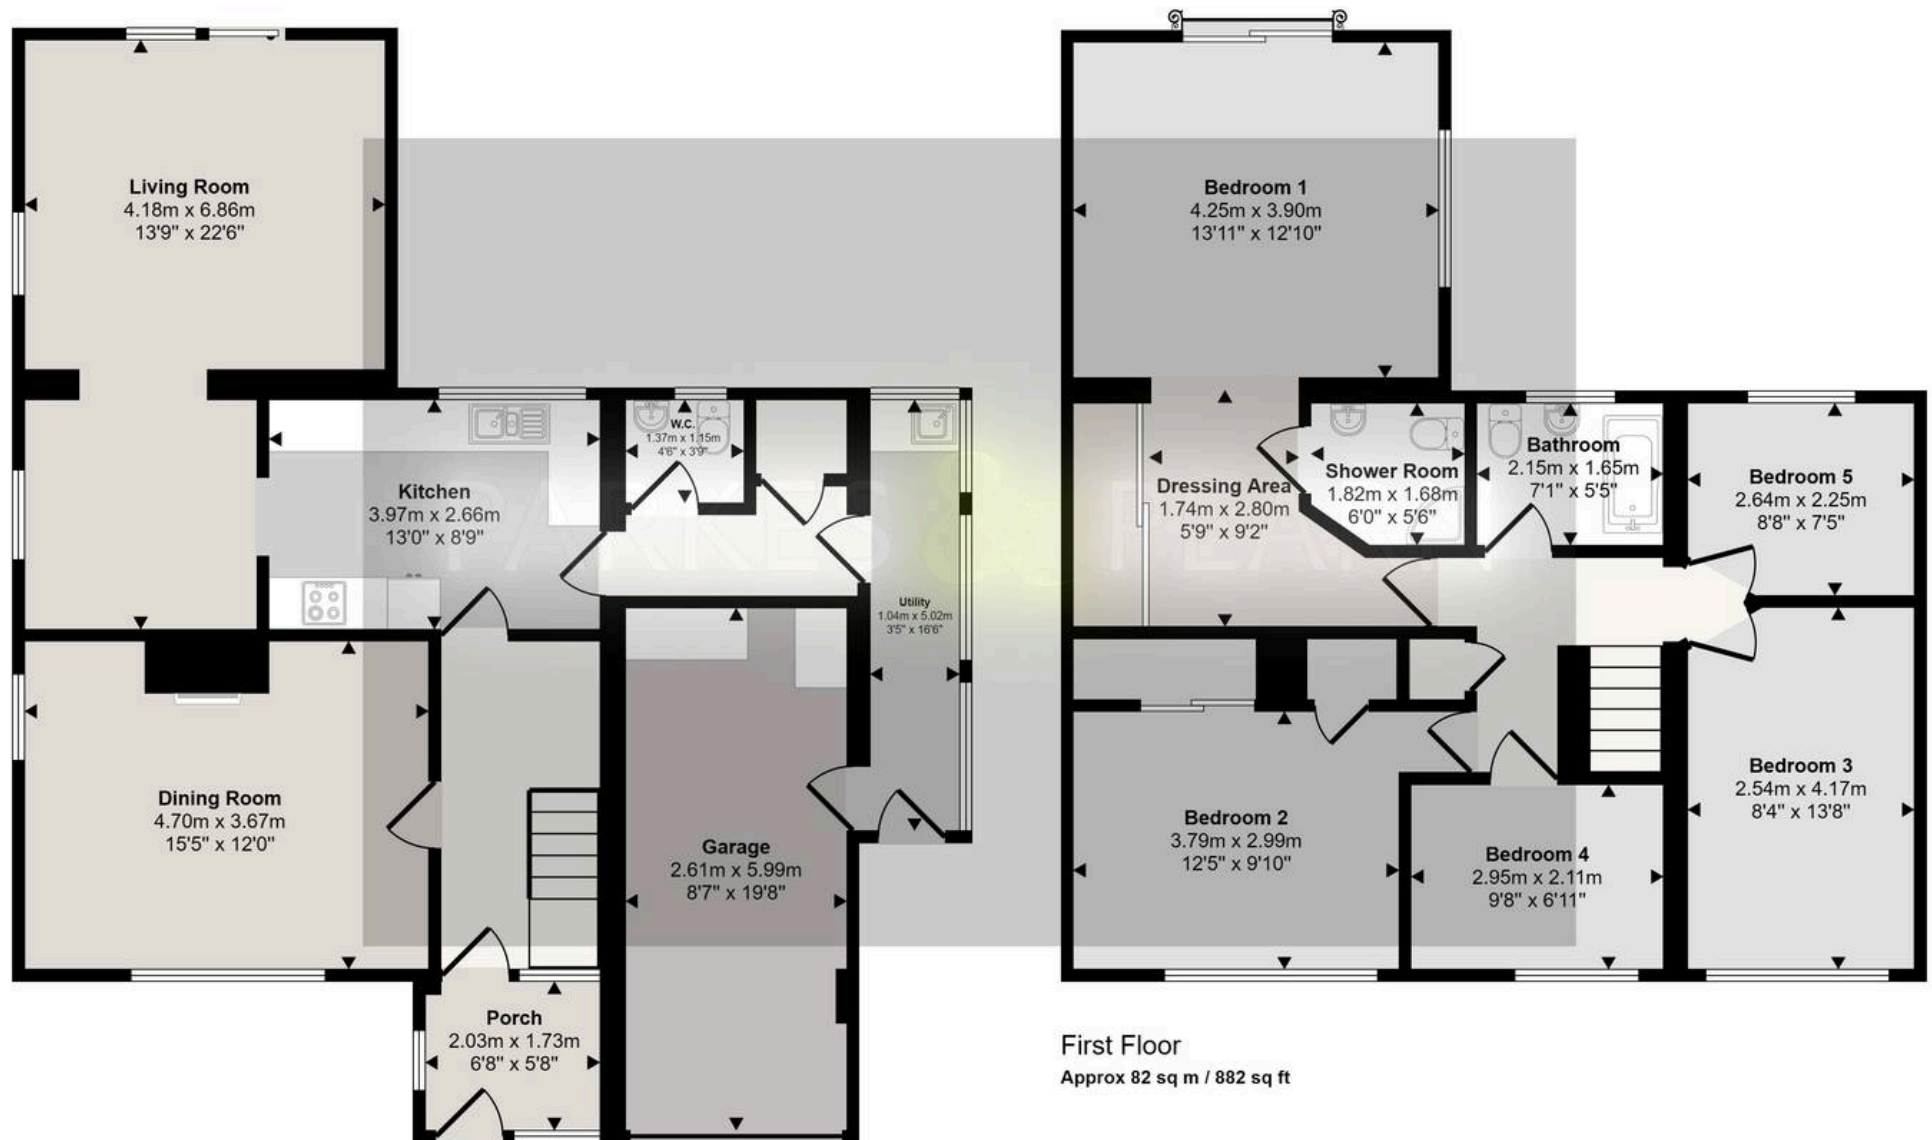 Living Room
4.18m x 6.86m
13'9" x 22'6"
Kitchen
3.97m x 2.66m
13'0" x 8'9"
W.C.
1.37m x 1.15m
4'6" x 3'9"
Utility
1.04m x 5.02m
3'5" x 16'6"
Dining Room
4.70m x 3.67m
15'5" x 12'0"
Garage
2.61m x 5.99m
8'7" x 19'8"
Porch
2.03m x 1.73m
6'8" x 5'8"
Bedroom 1
4.25m x 3.90m
13'11" x 12'10"
Dressing Area
1.74m x 2.80m
5'9" x 9'2"
Shower Room
1.82m x 1.68m
6'0" x 5'6"
Bathroom
2.15m x 1.65m
7'1" x 5'5"
Bedroom 5
2.64m x 2.25m
8'8" x 7'5"
Bedroom 2
3.79m x 2.99m
12'5" x 9'10"
Bedroom 4
2.95m x 2.11m
9'8" x 6'11"
Bedroom 3
2.54m x 4.17m
8'4" x 13'8"
First Floor
Approx 82 sq m / 882 sq ft
PARKES &